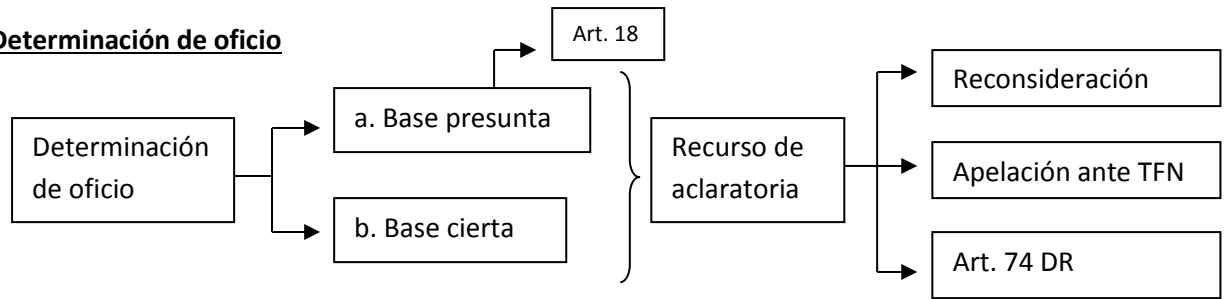 Determinación de oficio
Art. 18
a. Base presunta
b. Base cierta
Determinación
de oficio
Recurso de
aclaratoria
Reconsideración
Apelación ante TFN
Art. 74 DR